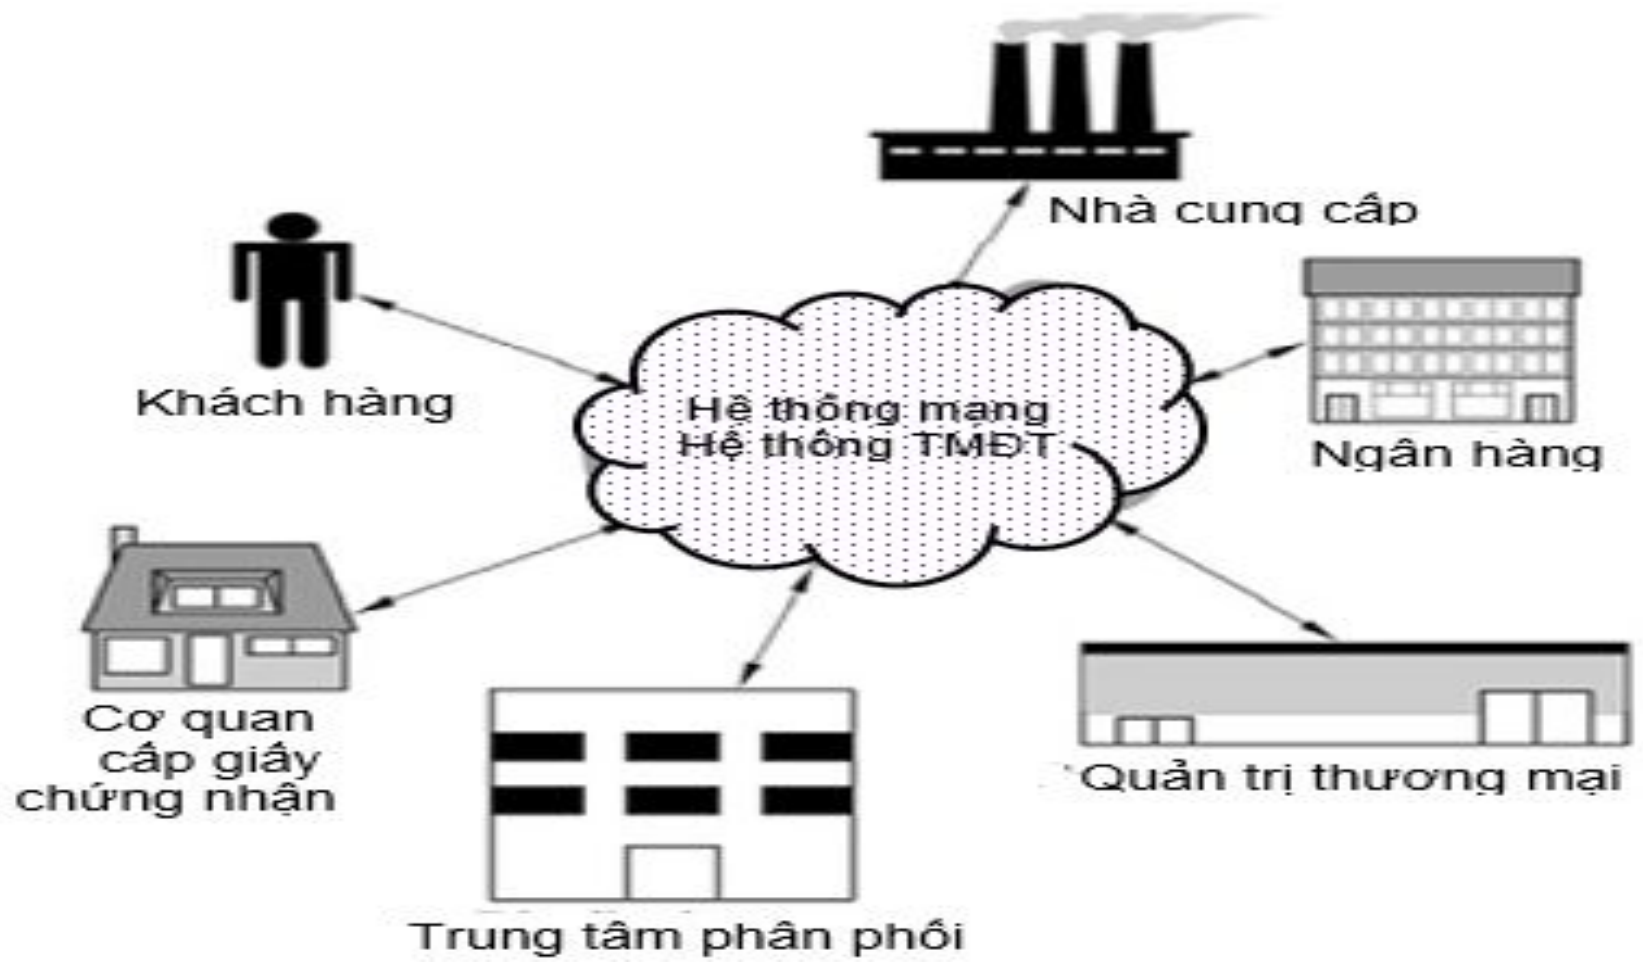 Nhà cung cấp
Khách hàng
Hệ thống mạng
Hệ thống TMĐT
Ngân hàng
Cơ quan
cấp giấy
chứng nhận
Quản trị thương mại
Trung tâm phân phối